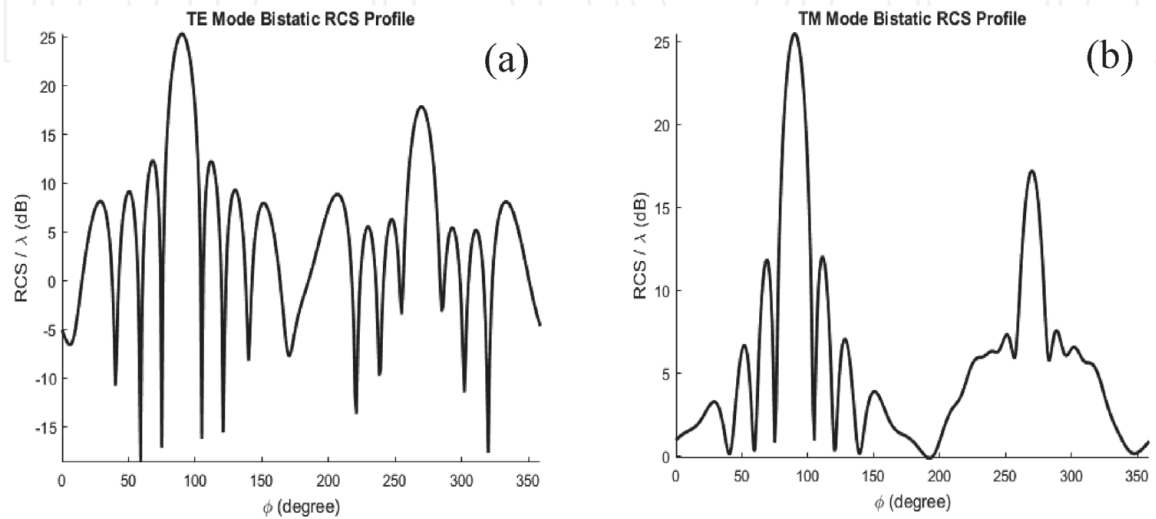 TE Mode Bistatic RCS Profile
(a)
25
20
15
10
5
0
-5
-10
-15
RCS / λ (dB)
0 50 100 150 200 250 300 350
ϕ (degree)
TM Mode Bistatic RCS Profile
(b)
25
20
15
10
5
0
RCS / λ (dB)
0 50 100 150 200 250 300 350
ϕ (degree)